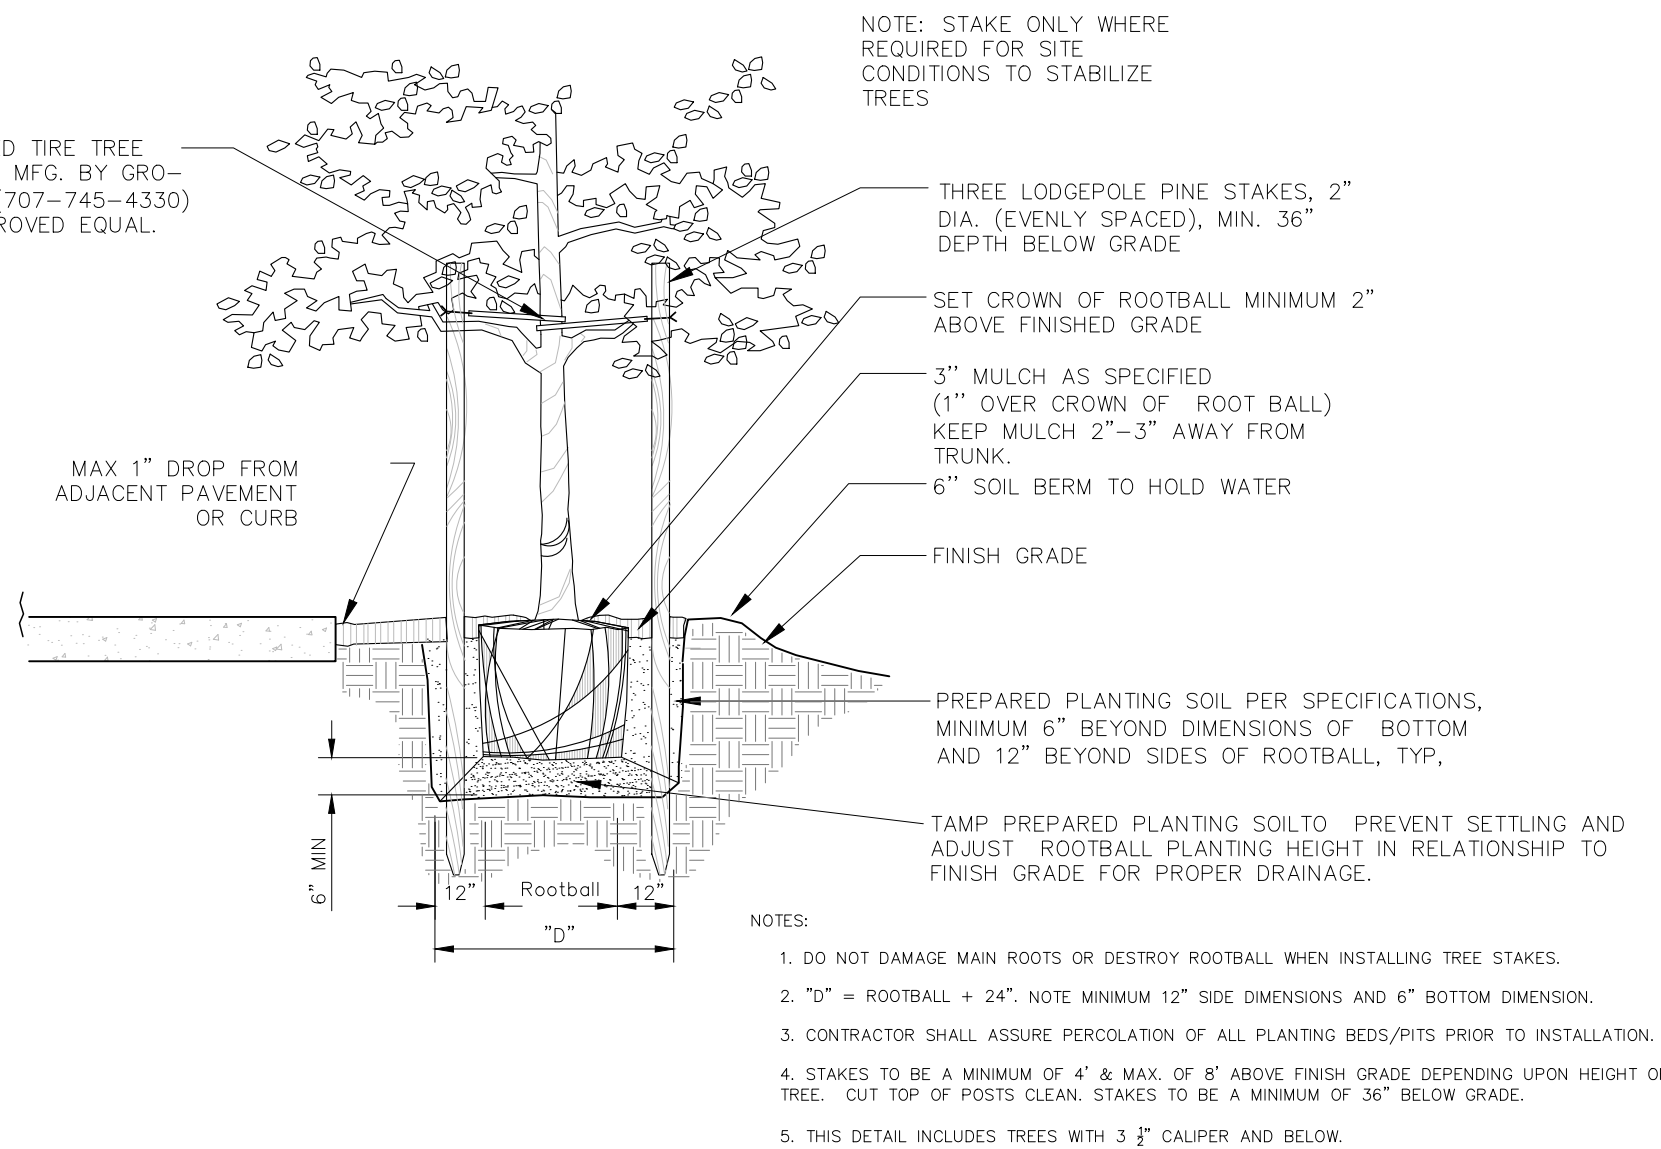 NOTE: STAKE ONLY WHERE
REQUIRED FOR SITE
CONDITIONS TO STABILIZE
TREES
TIRE TREE
MFG. BY GRO–
(707–745–4330)
EQUAL.
THREE LODGEPOLE PINE STAKES, 2"
DIA. (EVENLY SPACED), MIN. 36"
DEPTH BELOW GRADE
SET CROWN OF ROOTBALL MINIMUM 2"
ABOVE FINISHED GRADE
3'' MULCH AS SPECIFIED
(1'' OVER CROWN OF ROOT BALL)
KEEP MULCH 2"–3" AWAY FROM
TRUNK.
6'' SOIL BERM TO HOLD WATER
FINISH GRADE
MAX 1" DROP FROM
ADJACENT PAVEMENT
OR CURB
PREPARED PLANTING SOIL PER SPECIFICATIONS,
MINIMUM 6" BEYOND DIMENSIONS OF BOTTOM
AND 12" BEYOND SIDES OF ROOTBALL, TYP,
TAMP PREPARED PLANTING SOILTO PREVENT SETTLING AND
ADJUST ROOTBALL PLANTING HEIGHT IN RELATIONSHIP TO
FINISH GRADE FOR PROPER DRAINAGE.
6" MIN
12" Rootball 12"
"D"
NOTES:
1. DO NOT DAMAGE MAIN ROOTS OR DESTROY ROOTBALL WHEN INSTALLING TREE STAKES.
2. "D" = ROOTBALL + 24". NOTE MINIMUM 12" SIDE DIMENSIONS AND 6" BOTTOM DIMENSION.
3. CONTRACTOR SHALL ASSURE PERCOLATION OF ALL PLANTING BEDS/PITS PRIOR TO INSTALLATION.
4. STAKES TO BE A MINIMUM OF 4' & MAX. OF 8' ABOVE FINISH GRADE DEPENDING UPON HEIGHT OF
TREE. CUT TOP OF POSTS CLEAN. STAKES TO BE A MINIMUM OF 36" BELOW GRADE.
5. THIS DETAIL INCLUDES TREES WITH 3 ½" CALIPER AND BELOW.